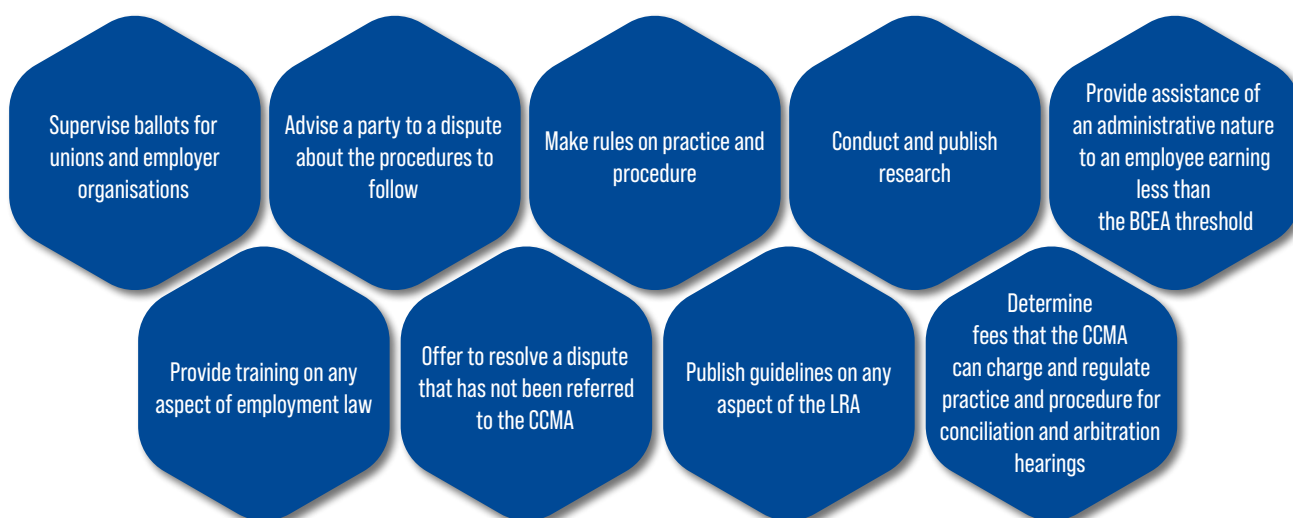 Supervise ballots for
unions and employer
organisations
Advise a party to a dispute
about the procedures to
follow
Make rules on practice and
procedure
Conduct and publish
research
Provide assistance of
an administrative nature
to an employee earning
less than
the BCEA threshold
Provide training on any
aspect of employment law
Offer to resolve a dispute
that has not been referred
to the CCMA
Publish guidelines on any
aspect of the LRA
Determine
fees that the CCMA
can charge and regulate
practice and procedure for
conciliation and arbitration
hearings